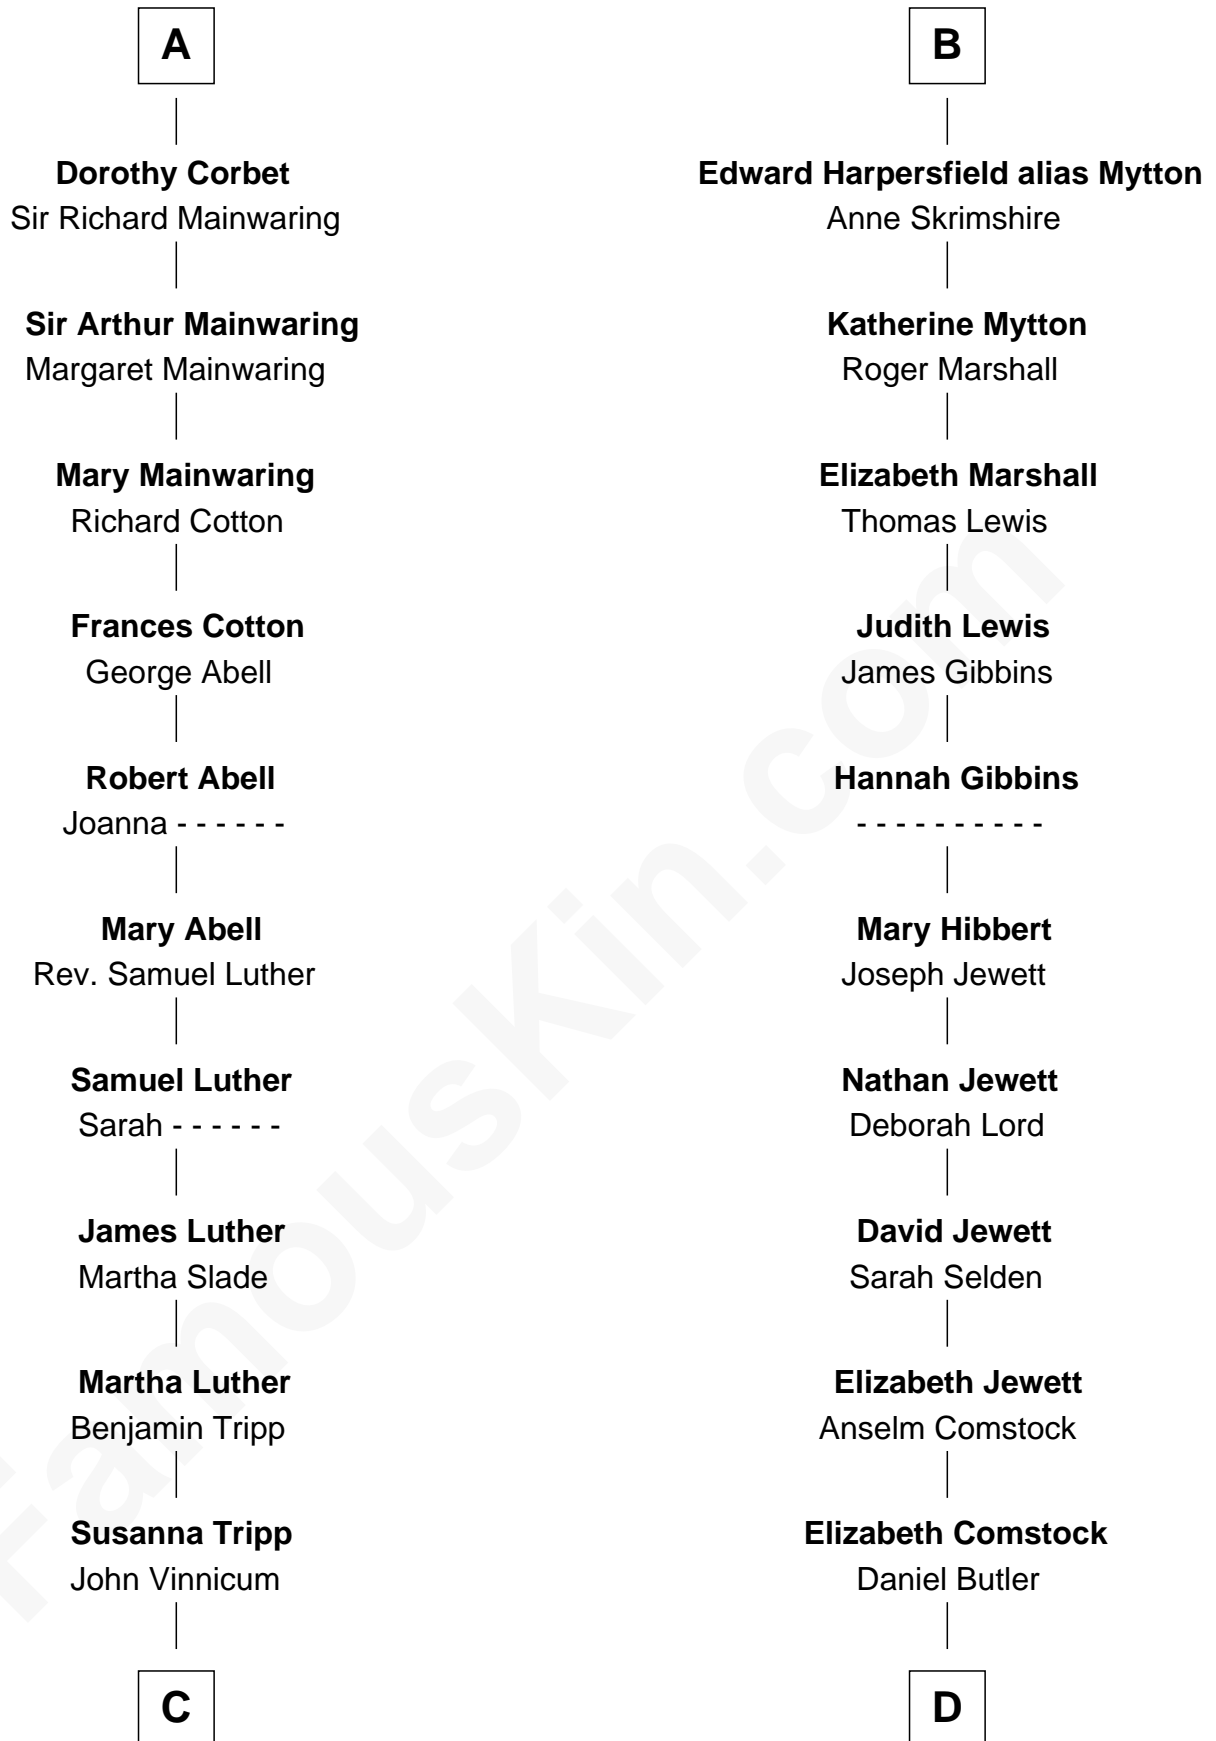 A
Dorothy Corbet
Sir Richard Mainwaring
Sir Arthur Mainwaring
Margaret Mainwaring
Mary Mainwaring
Richard Cotton
Frances Cotton
George Abell
Robert Abell
Joanna - - - - - -
Mary Abell
Rev. Samuel Luther
Samuel Luther
Sarah - - - - - -
James Luther
Martha Slade
Martha Luther
Benjamin Tripp
Susanna Tripp
John Vinnicum
C
B
Edward Harpersfield alias Mytton
Anne Skrimshire
Katherine Mytton
Roger Marshall
Elizabeth Marshall
Thomas Lewis
Judith Lewis
James Gibbins
Hannah Gibbins
- - - - - - - - - -
Mary Hibbert
Joseph Jewett
Nathan Jewett
Deborah Lord
David Jewett
Sarah Selden
Elizabeth Jewett
Anselm Comstock
Elizabeth Comstock
Daniel Butler
D
FamousKin.com